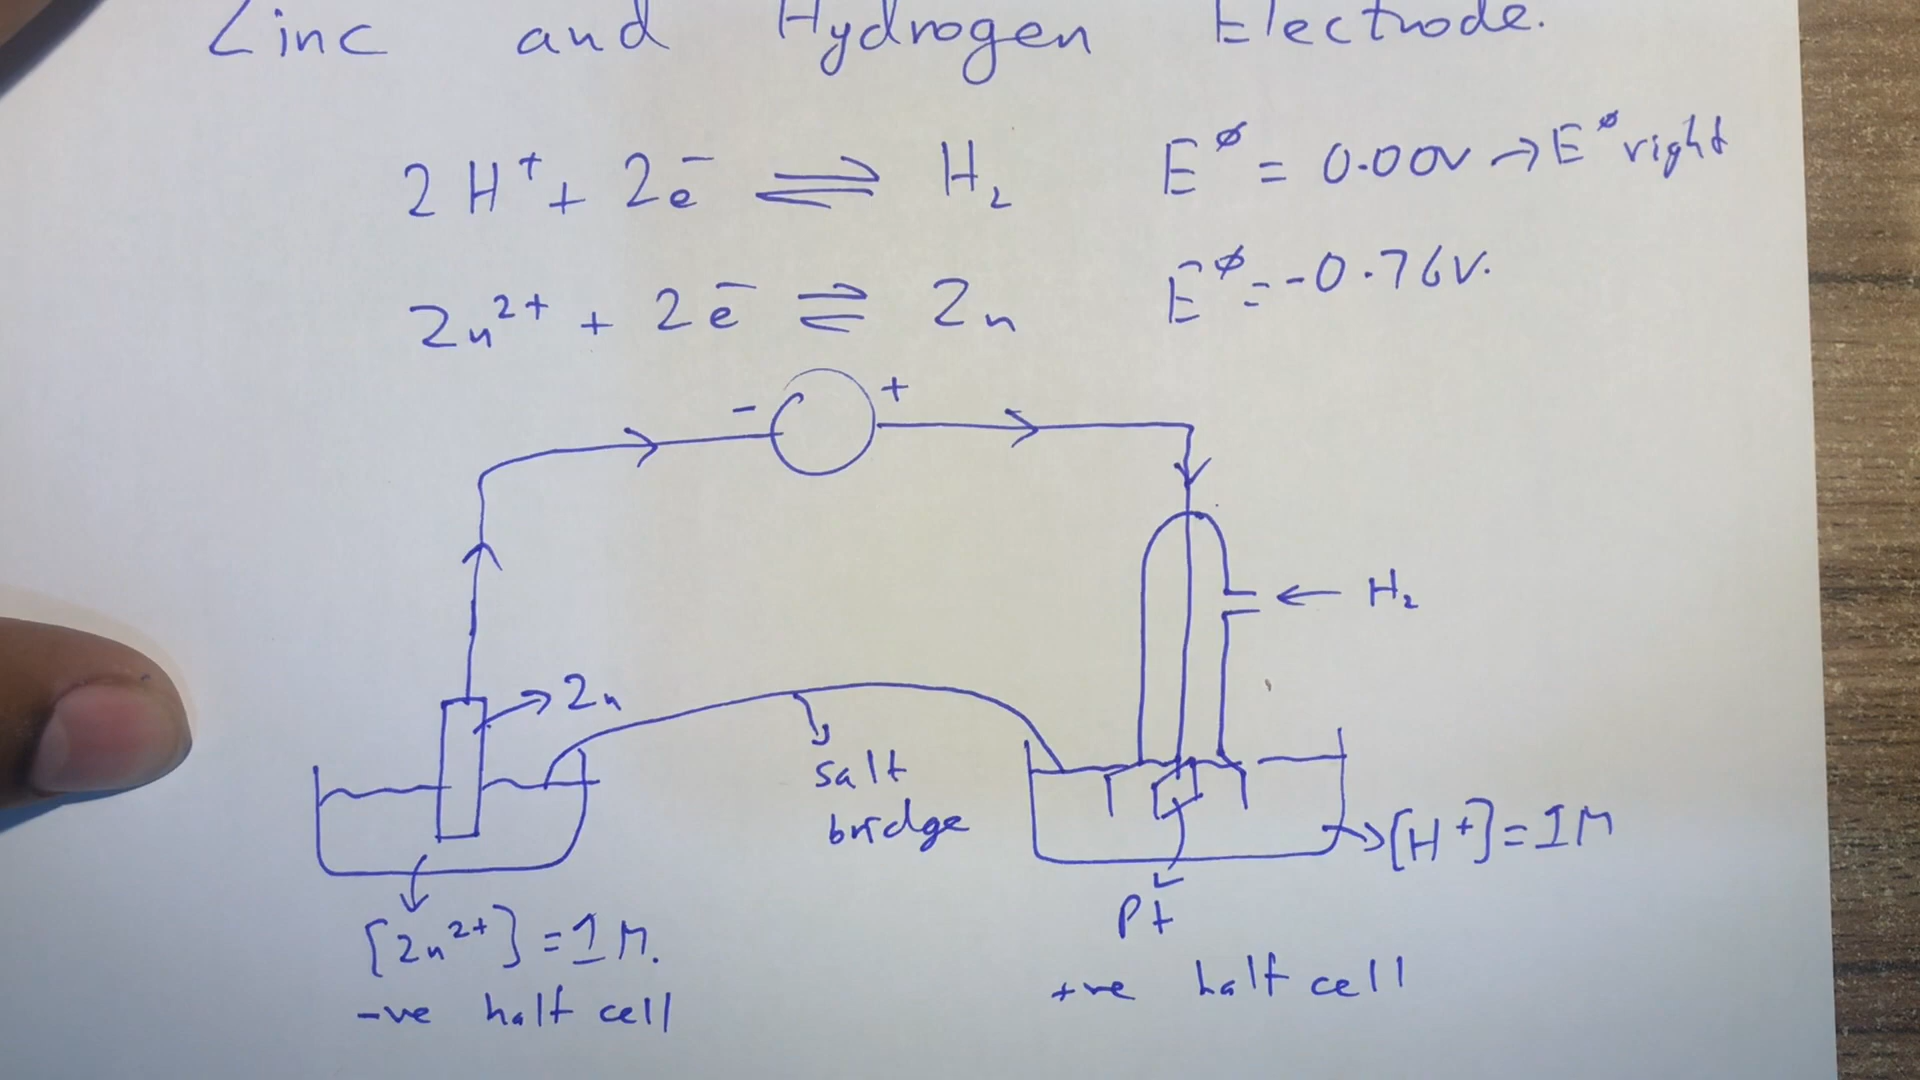 Zinc and Hydrogen Electrode.
2H⁺ + 2e⁻ ⇌ H₂ E^ø = 0.00V → E^ø right
Zn²⁺ + 2e⁻ ⇌ Zn E^ø = -0.76V.
- +
H₂
Zn
salt
bridge
[H⁺] = 1M
Pt
[Zn²⁺] = 1M.
+ve half cell
-ve half cell